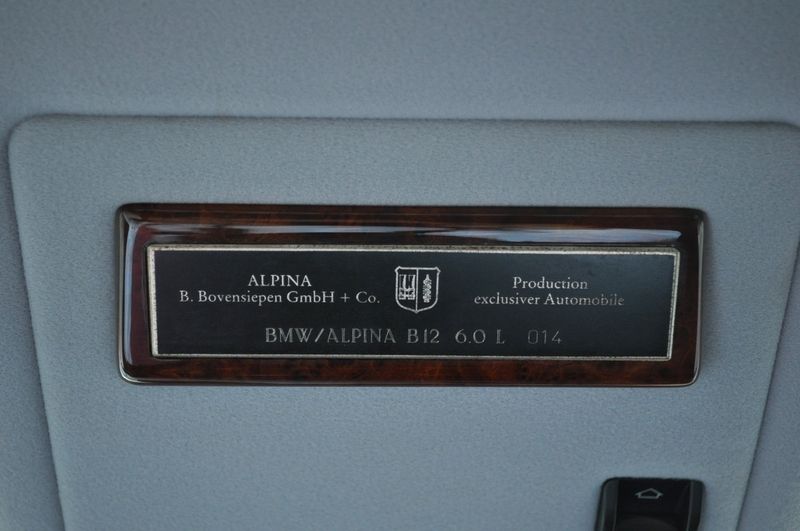 ALPINA
B. Bovensiepen GmbH + Co.
Production
exclusiver Automobile
BMW/ALPINA B12 6.0 L 014